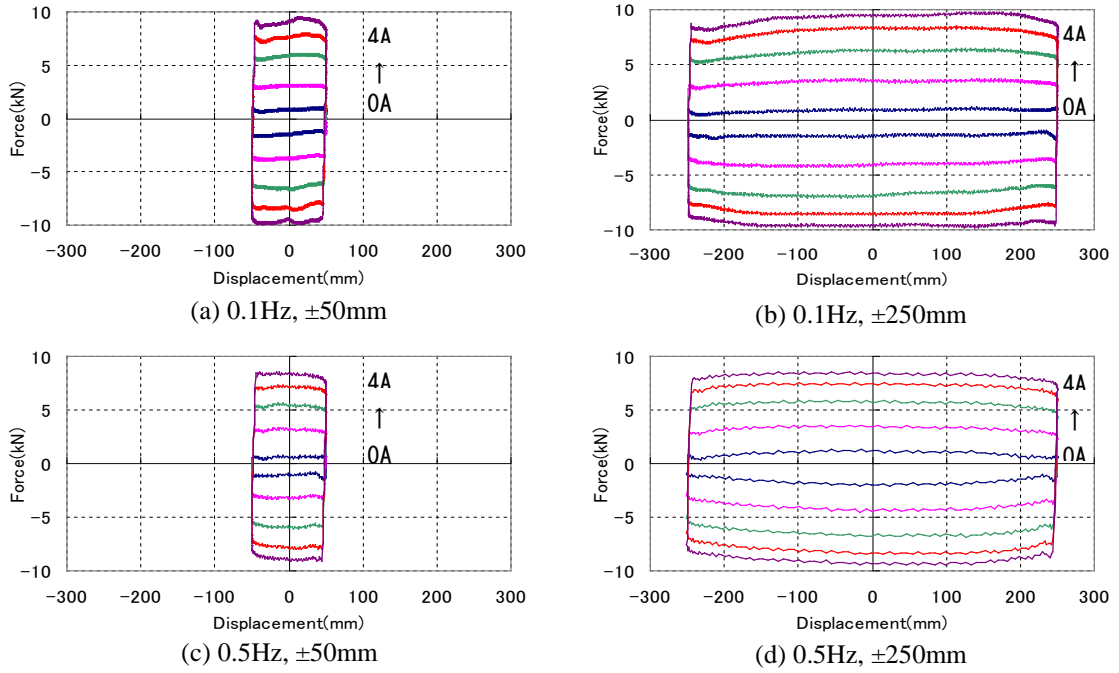 10
5
0
-5
-10
Force(kN)
4A
↑
0A
-300 -200 -100 0 100 200 300
Displacement(mm)
(a) 0.1Hz, ±50mm
10
5
0
-5
-10
Force(kN)
4A
↑
0A
-300 -200 -100 0 100 200 300
Displacement(mm)
(b) 0.1Hz, ±250mm
10
5
0
-5
-10
Force(kN)
4A
↑
0A
-300 -200 -100 0 100 200 300
Displacement(mm)
(c) 0.5Hz, ±50mm
10
5
0
-5
-10
Force(kN)
4A
↑
0A
-300 -200 -100 0 100 200 300
Displacement(mm)
(d) 0.5Hz, ±250mm